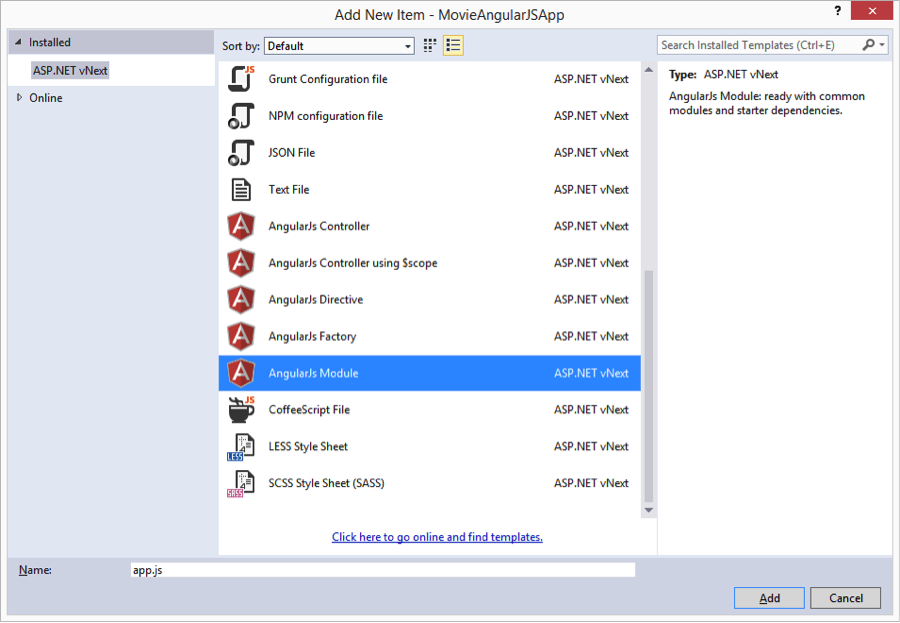 Add New Item - MovieAngularJSApp
?
Installed
ASP.NET vNext
Online
Sort by: Default
Search Installed Templates (Ctrl+E)
JS
Grunt Configuration file ASP.NET vNext
NPM configuration file ASP.NET vNext
JSON File ASP.NET vNext
Text File ASP.NET vNext
A AngularJs Controller ASP.NET vNext
A AngularJs Controller using $scope ASP.NET vNext
A AngularJs Directive ASP.NET vNext
A AngularJs Factory ASP.NET vNext
A AngularJs Module ASP.NET vNext
JS CoffeeScript File ASP.NET vNext
LESS LESS Style Sheet ASP.NET vNext
SASS SCSS Style Sheet (SASS) ASP.NET vNext
Click here to go online and find templates.
Type: ASP.NET vNext
AngularJs Module: ready with common
modules and starter dependencies.
Name: app.js
Add Cancel